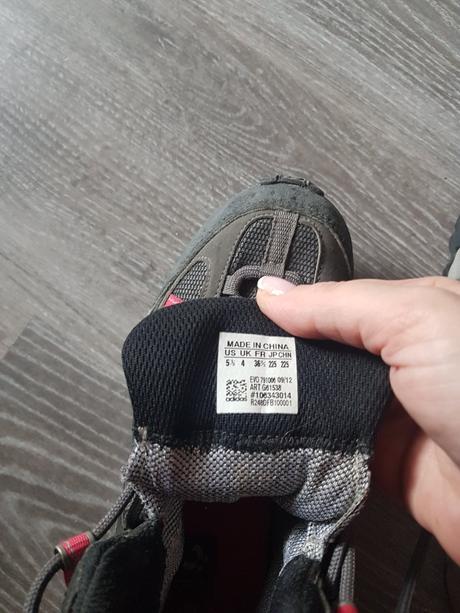 MADE IN CHINA
US UK FR JP CHN
5½ 4 36⅔ 225 225
EVO 791006 09/12
ART G61538
#106343014
adidas R248DFB100001